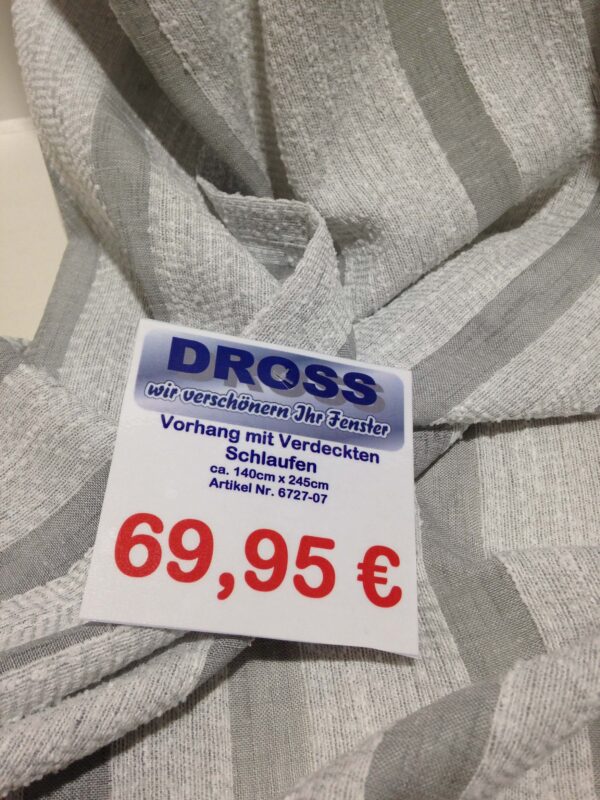 DROSS
wir verschönern Ihr Fenster
Vorhang mit Verdeckten
Schlaufen
ca. 140cm x 245cm
Artikel Nr. 6727-07
69,95 €